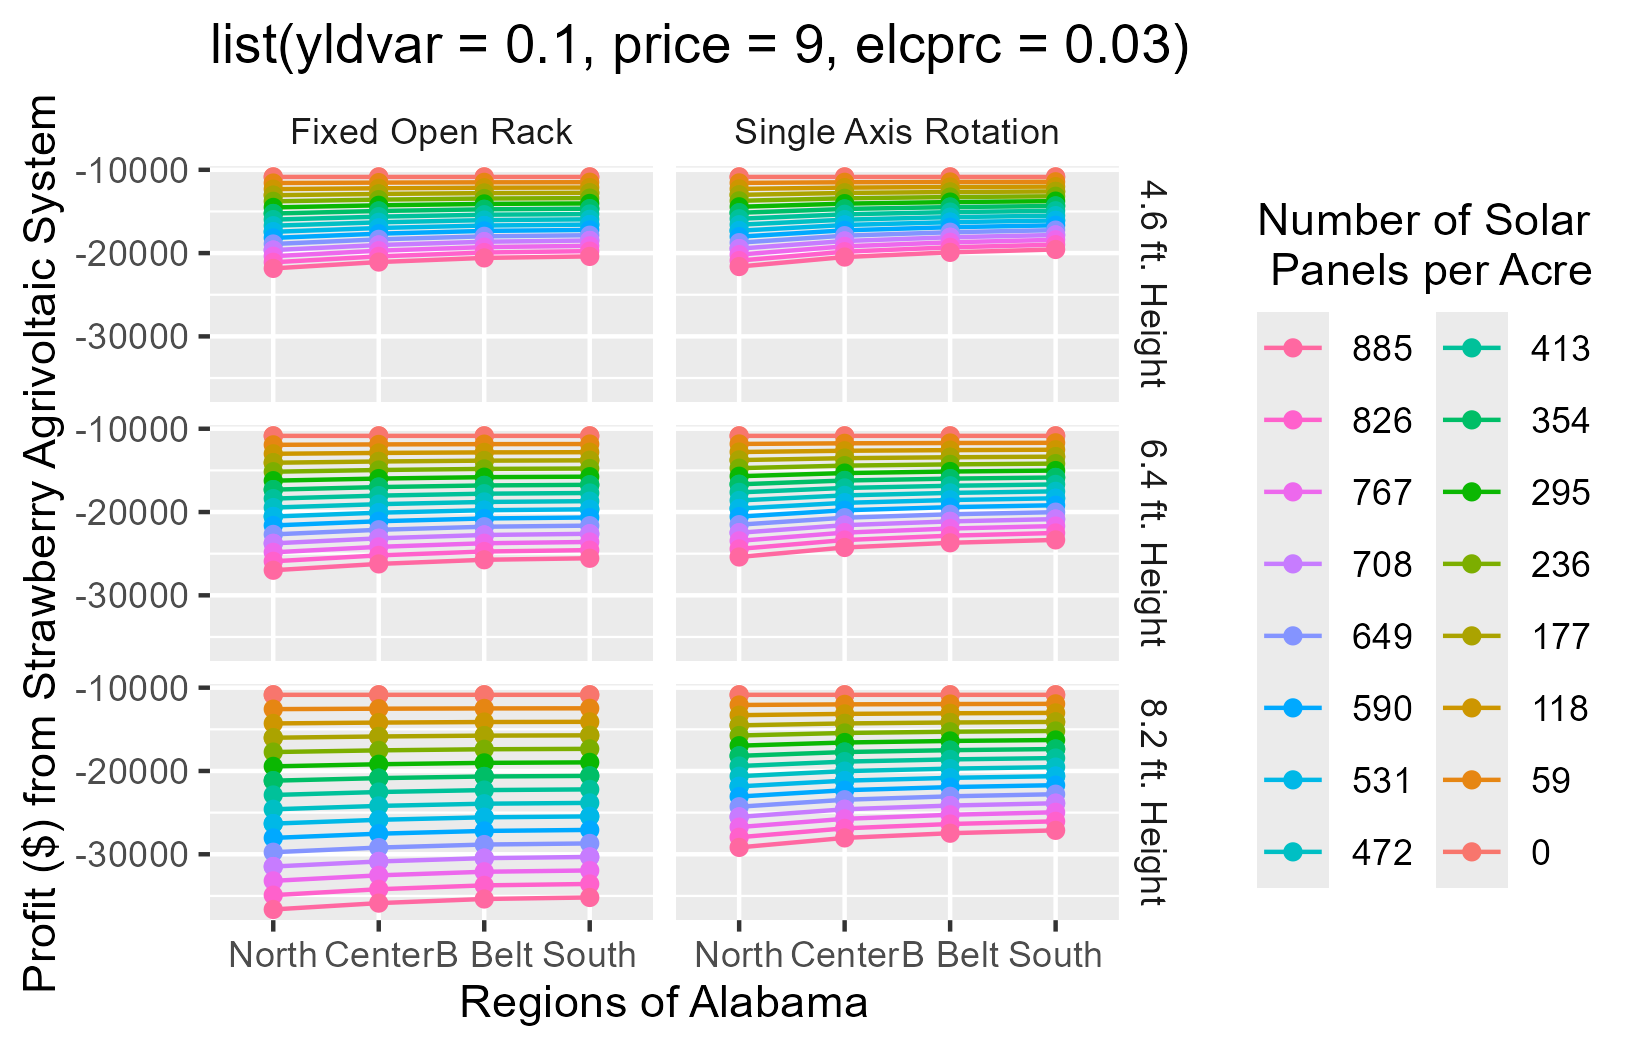 list(yldvar = 0.1, price = 9, elcprc = 0.03)
Profit ($) from Strawberry Agrivoltaic System
Fixed Open Rack
Single Axis Rotation
-10000
-20000
-30000
4.6 ft. Height
-10000
-20000
-30000
6.4 ft. Height
-10000
-20000
-30000
8.2 ft. Height
North Center B Belt South
North Center B Belt South
Regions of Alabama
Number of Solar
Panels per Acre
885
826
767
708
649
590
531
472
413
354
295
236
177
118
59
0